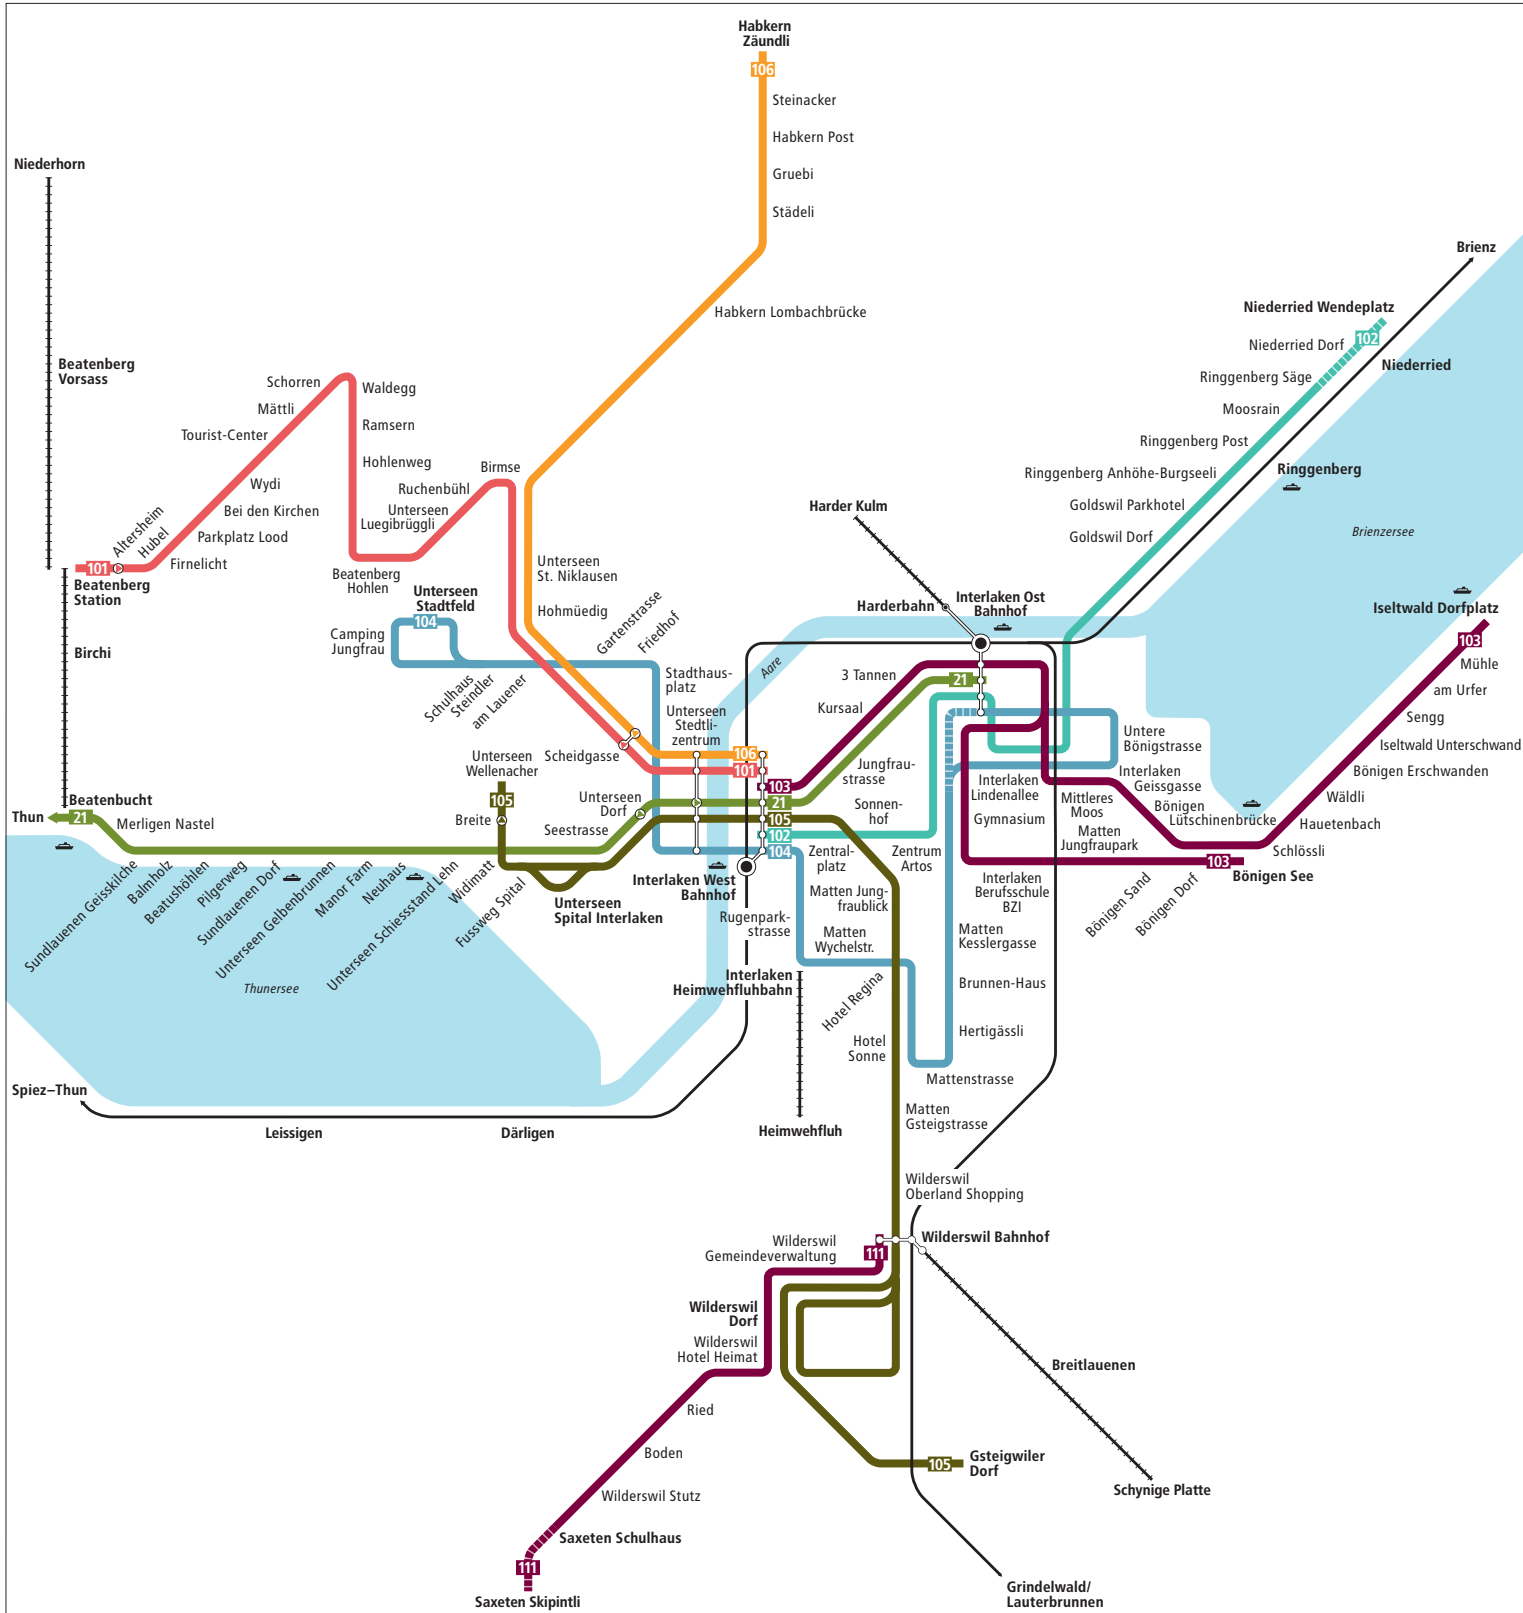 Habkern
Zäundli
106
Steinacker
Habkern Post
Gruebi
Städeli
Habkern Lombachbrücke
Niederhorn
Beatenberg
Vorsass
Schorren
Mättli
Tourist-Center
Wydi
Bei den Kirchen
Parkplatz Lood
Firnelicht
Altersheim
Hubel
101
Beatenberg
Station
Birchi
Waldegg
Ramsern
Hohlenweg
Unterseen
Luegibrüggli
Ruchenbühl
Birmse
Beatenberg
Hohlen
Unterseen
Stadtfeld
104
Camping
Jungfrau
Schulhaus
Steindler
am Lauener
Gartenstrasse
Friedhof
Unterseen
St. Niklausen
Hohmüedig
Stadthaus-
platz
Unterseen
Stedtli-
zentrum
Scheidgasse
Unterseen
Wellenacher
105
Breite
Unterseen
Dorf
Seestrasse
Aare
106
101
103
21
105
102
104
Beatenbucht
Thun
21
Merligen Nastel
Sundlauenen Geisskilche
Balmholz
Beatushöhlen
Pilgerweg
Sundlauenen Dorf
Unterseen Gelbenbrunnen
Manor Farm
Neuhaus
Unterseen Schiessstand Lehn
Widimatt
Fussweg Spital
Unterseen
Spital Interlaken
Interlaken West
Bahnhof
Thunersee
Spiez–Thun
Leissigen
Därligen
Rugenpark-
strasse
Interlaken
Heimwehfluhbahn
Heimwehfluh
Brienz
Niederried Wendeplatz
102
Niederried Dorf
Niederried
Ringgenberg Säge
Moosrain
Ringgenberg Post
Ringgenberg
Ringgenberg Anhöhe-Burgseeli
Goldswil Parkhotel
Goldswil Dorf
Brienzersee
Harder Kulm
Harderbahn
Interlaken Ost
Bahnhof
3 Tannen
Kursaal
21
Jungfrau-
strasse
Sonnen-
hof
Zentral-
platz
Zentrum
Artos
Matten Jung-
fraublick
Matten
Wychelstr.
Hotel Regina
Hotel
Sonne
Iseltwald Dorfplatz
103
Mühle
am Urfer
Sengg
Iseltwald Unterschwand
Bönigen Erschwanden
Wäldli
Hauetenbach
Schlössli
Untere
Bönigstrasse
Interlaken
Geissgasse
Bönigen
Lütschinenbrücke
Mittleres
Moos
Matten
Jungfraupark
Interlaken
Lindenallee
Gymnasium
Interlaken
Berufsschule
BZI
103
Bönigen See
Bönigen Sand
Bönigen Dorf
Matten
Kesslergasse
Brunnen-Haus
Hertigässli
Mattenstrasse
Matten
Gsteigstrasse
Wilderswil
Oberland Shopping
Wilderswil Bahnhof
111
Wilderswil
Gemeindeverwaltung
Wilderswil
Dorf
Wilderswil
Hotel Heimat
Ried
Boden
Wilderswil Stutz
Saxeten Schulhaus
111
Saxeten Skipintli
105
Gsteigwiler
Dorf
Breitlauenen
Schynige Platte
Grindelwald/
Lauterbrunnen